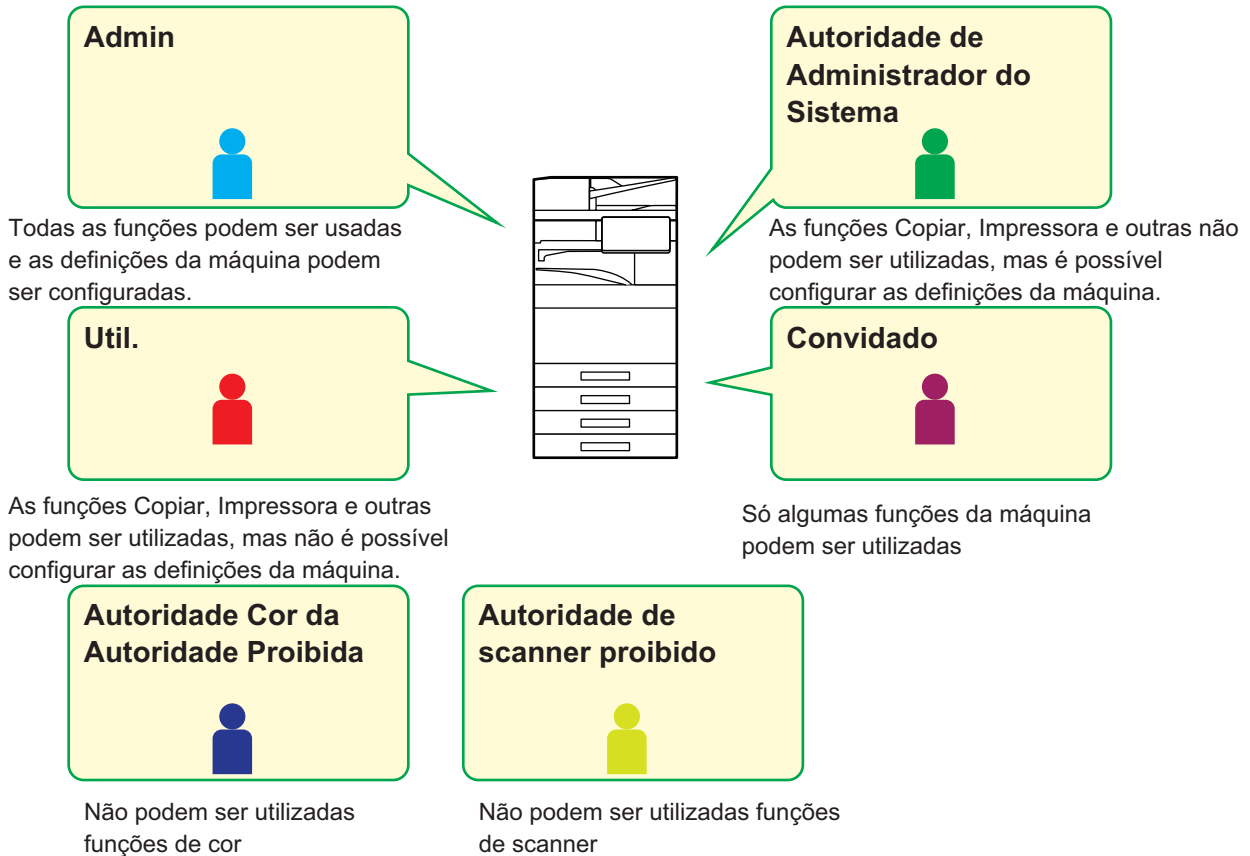 Admin
Todas as funções podem ser usadas
e as definições da máquina podem
ser configuradas.
Autoridade de
Administrador do
Sistema
As funções Copiar, Impressora e outras não
podem ser utilizadas, mas é possível
configurar as definições da máquina.
Util.
As funções Copiar, Impressora e outras
podem ser utilizadas, mas não é possível
configurar as definições da máquina.
Convidado
Só algumas funções da máquina
podem ser utilizadas
Autoridade Cor da
Autoridade Proibida
Não podem ser utilizadas
funções de cor
Autoridade de
scanner proibido
Não podem ser utilizadas funções
de scanner